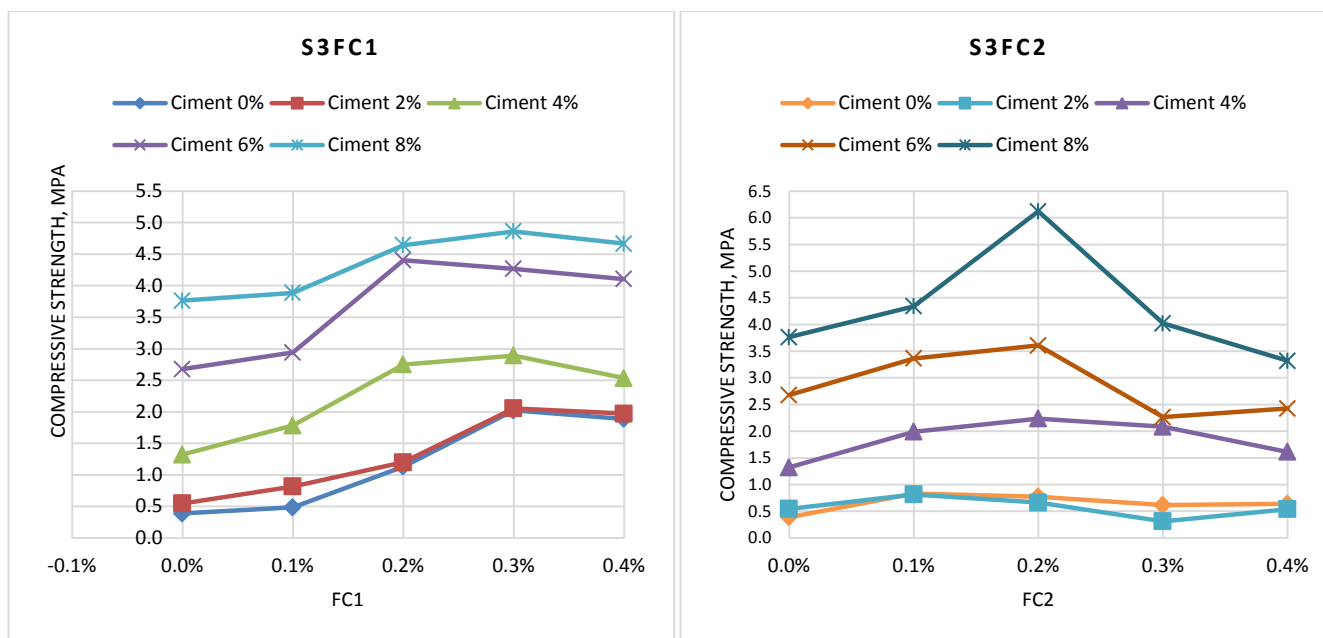 S3FC1
Ciment 0% Ciment 2% Ciment 4%
Ciment 6% Ciment 8%
COMPRESSIVE STRENGTH, MPA
5.5
5.0
4.5
4.0
3.5
3.0
2.5
2.0
1.5
1.0
0.5
0.0
-0.1% 0.0% 0.1% 0.2% 0.3% 0.4%
FC1
S3FC2
Ciment 0% Ciment 2% Ciment 4%
Ciment 6% Ciment 8%
COMPRESSIVE STRENGTH, MPA
6.5
6.0
5.5
5.0
4.5
4.0
3.5
3.0
2.5
2.0
1.5
1.0
0.5
0.0
0.0% 0.1% 0.2% 0.3% 0.4%
FC2